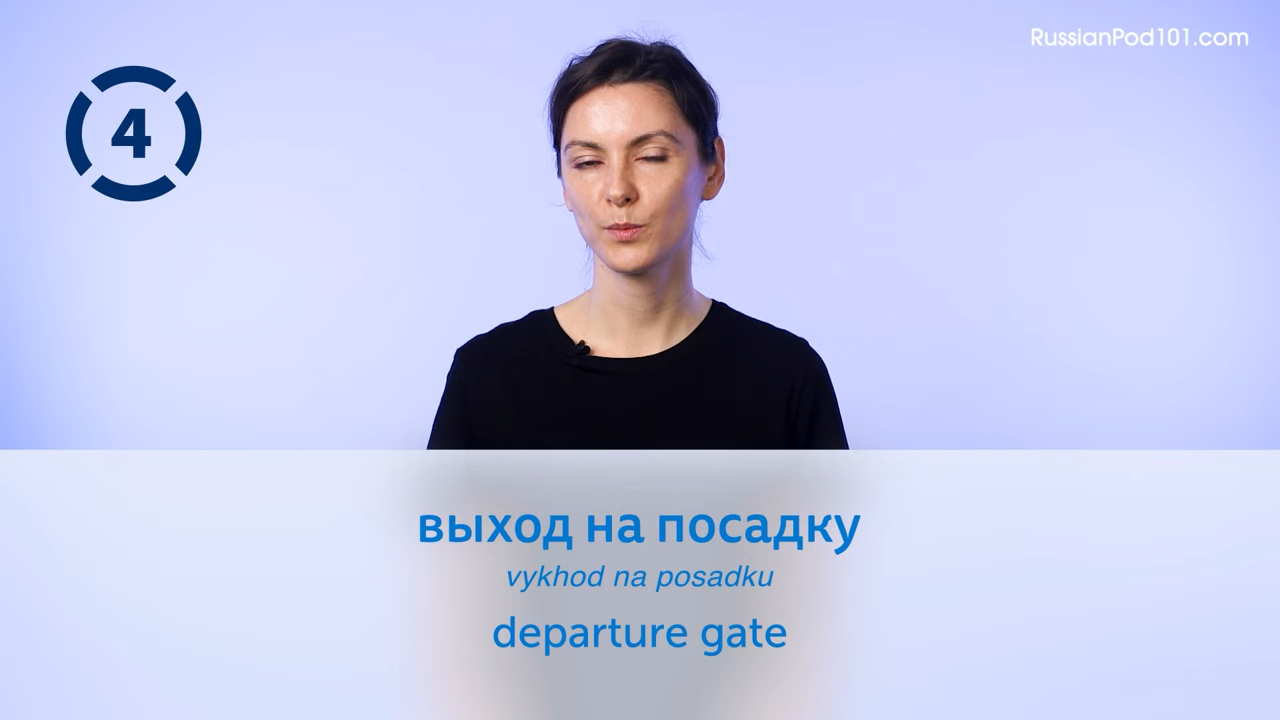 RussianPod101.com
4
выход на посадку
vykhod na posadku
departure gate